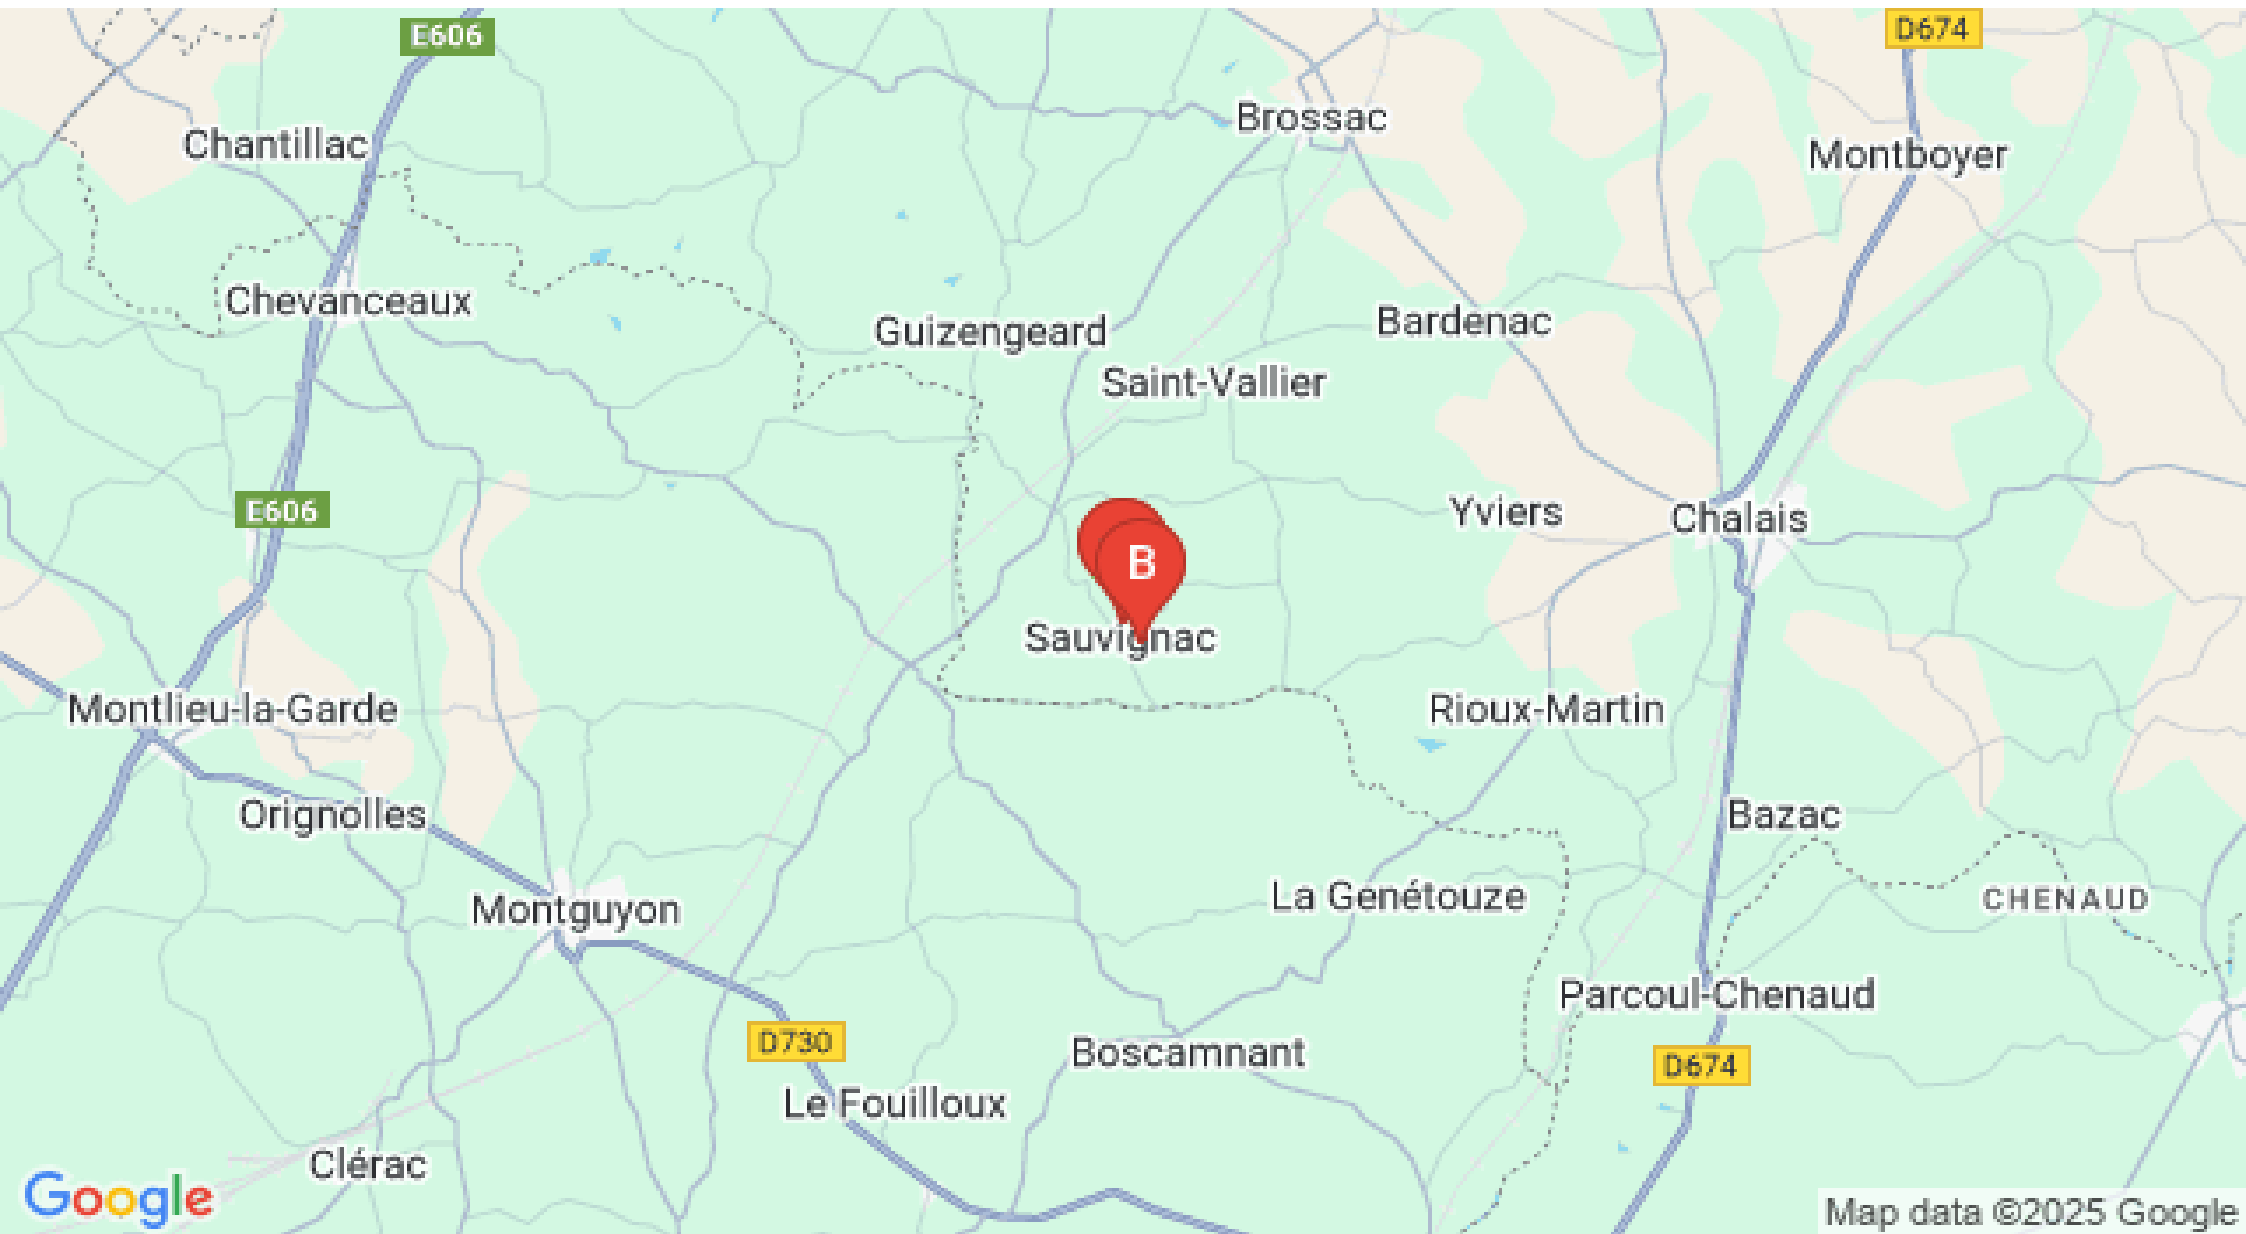 E606
D674
Brossac
Chantillac
Montboyer
Chevanceaux
Guizengeard
Bardenac
Saint-Vallier
E606
Yviers
Chalais
B
Sauvignac
Montlieu-la-Garde
Rioux-Martin
Orignolles
Bazac
La Genétouze
CHENAUD
Montguyon
Parcoul-Chenaud
D730
Boscamnant
D674
Le Fouilloux
Clérac
Google
Map data ©2025 Google